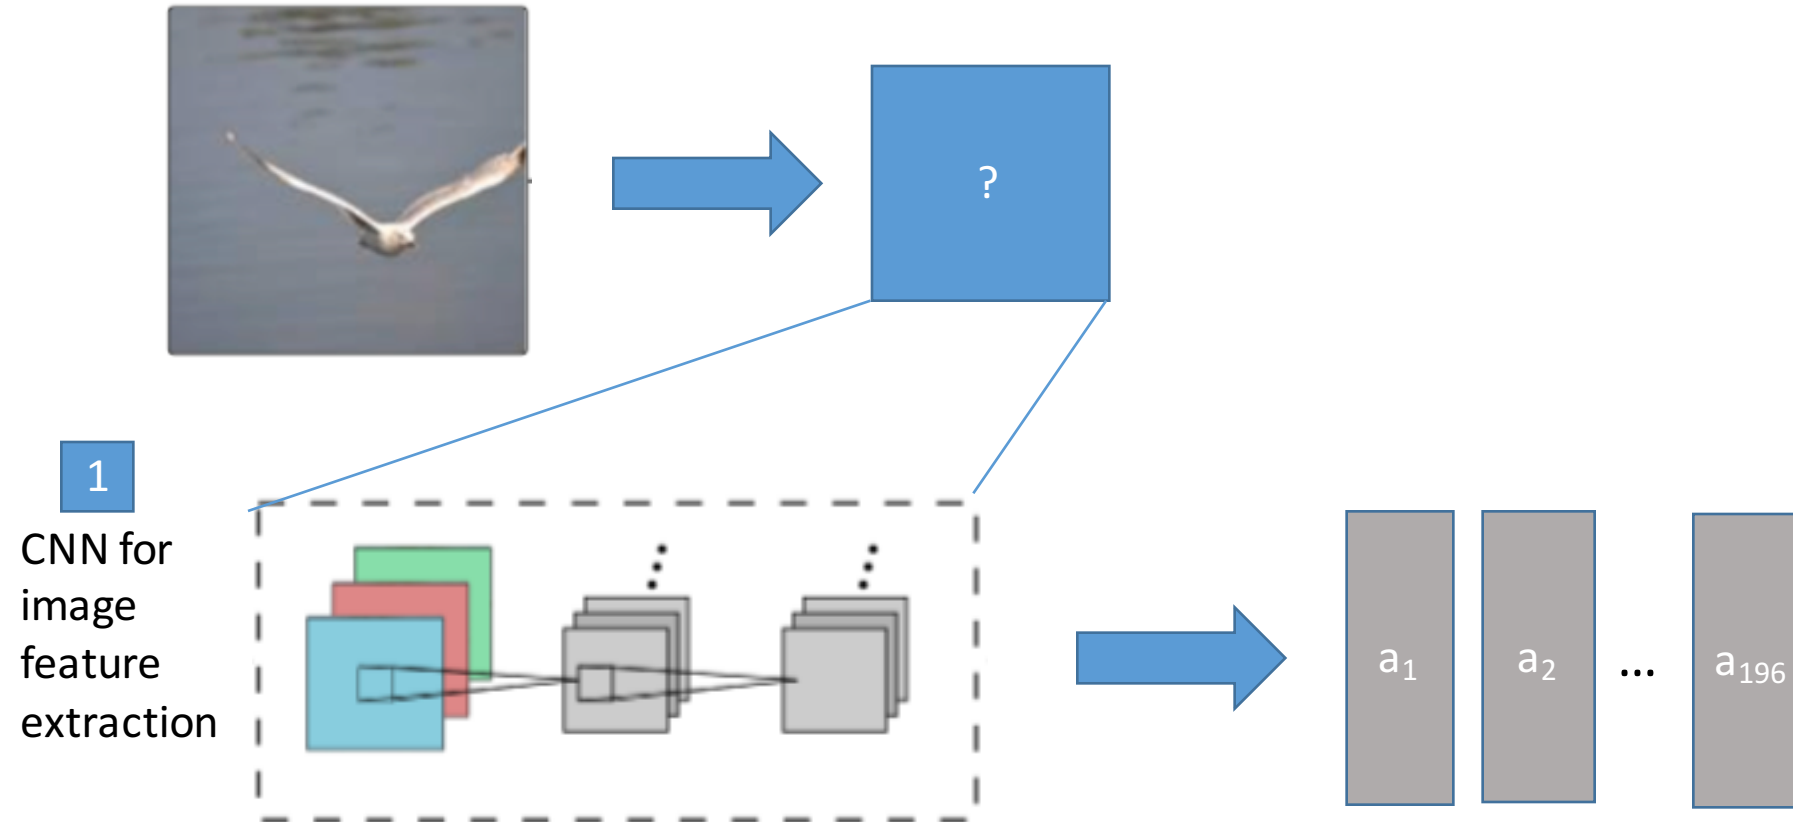 ?
1
CNN for
image
feature
extraction
a₁ a₂ ... a₁₉₆